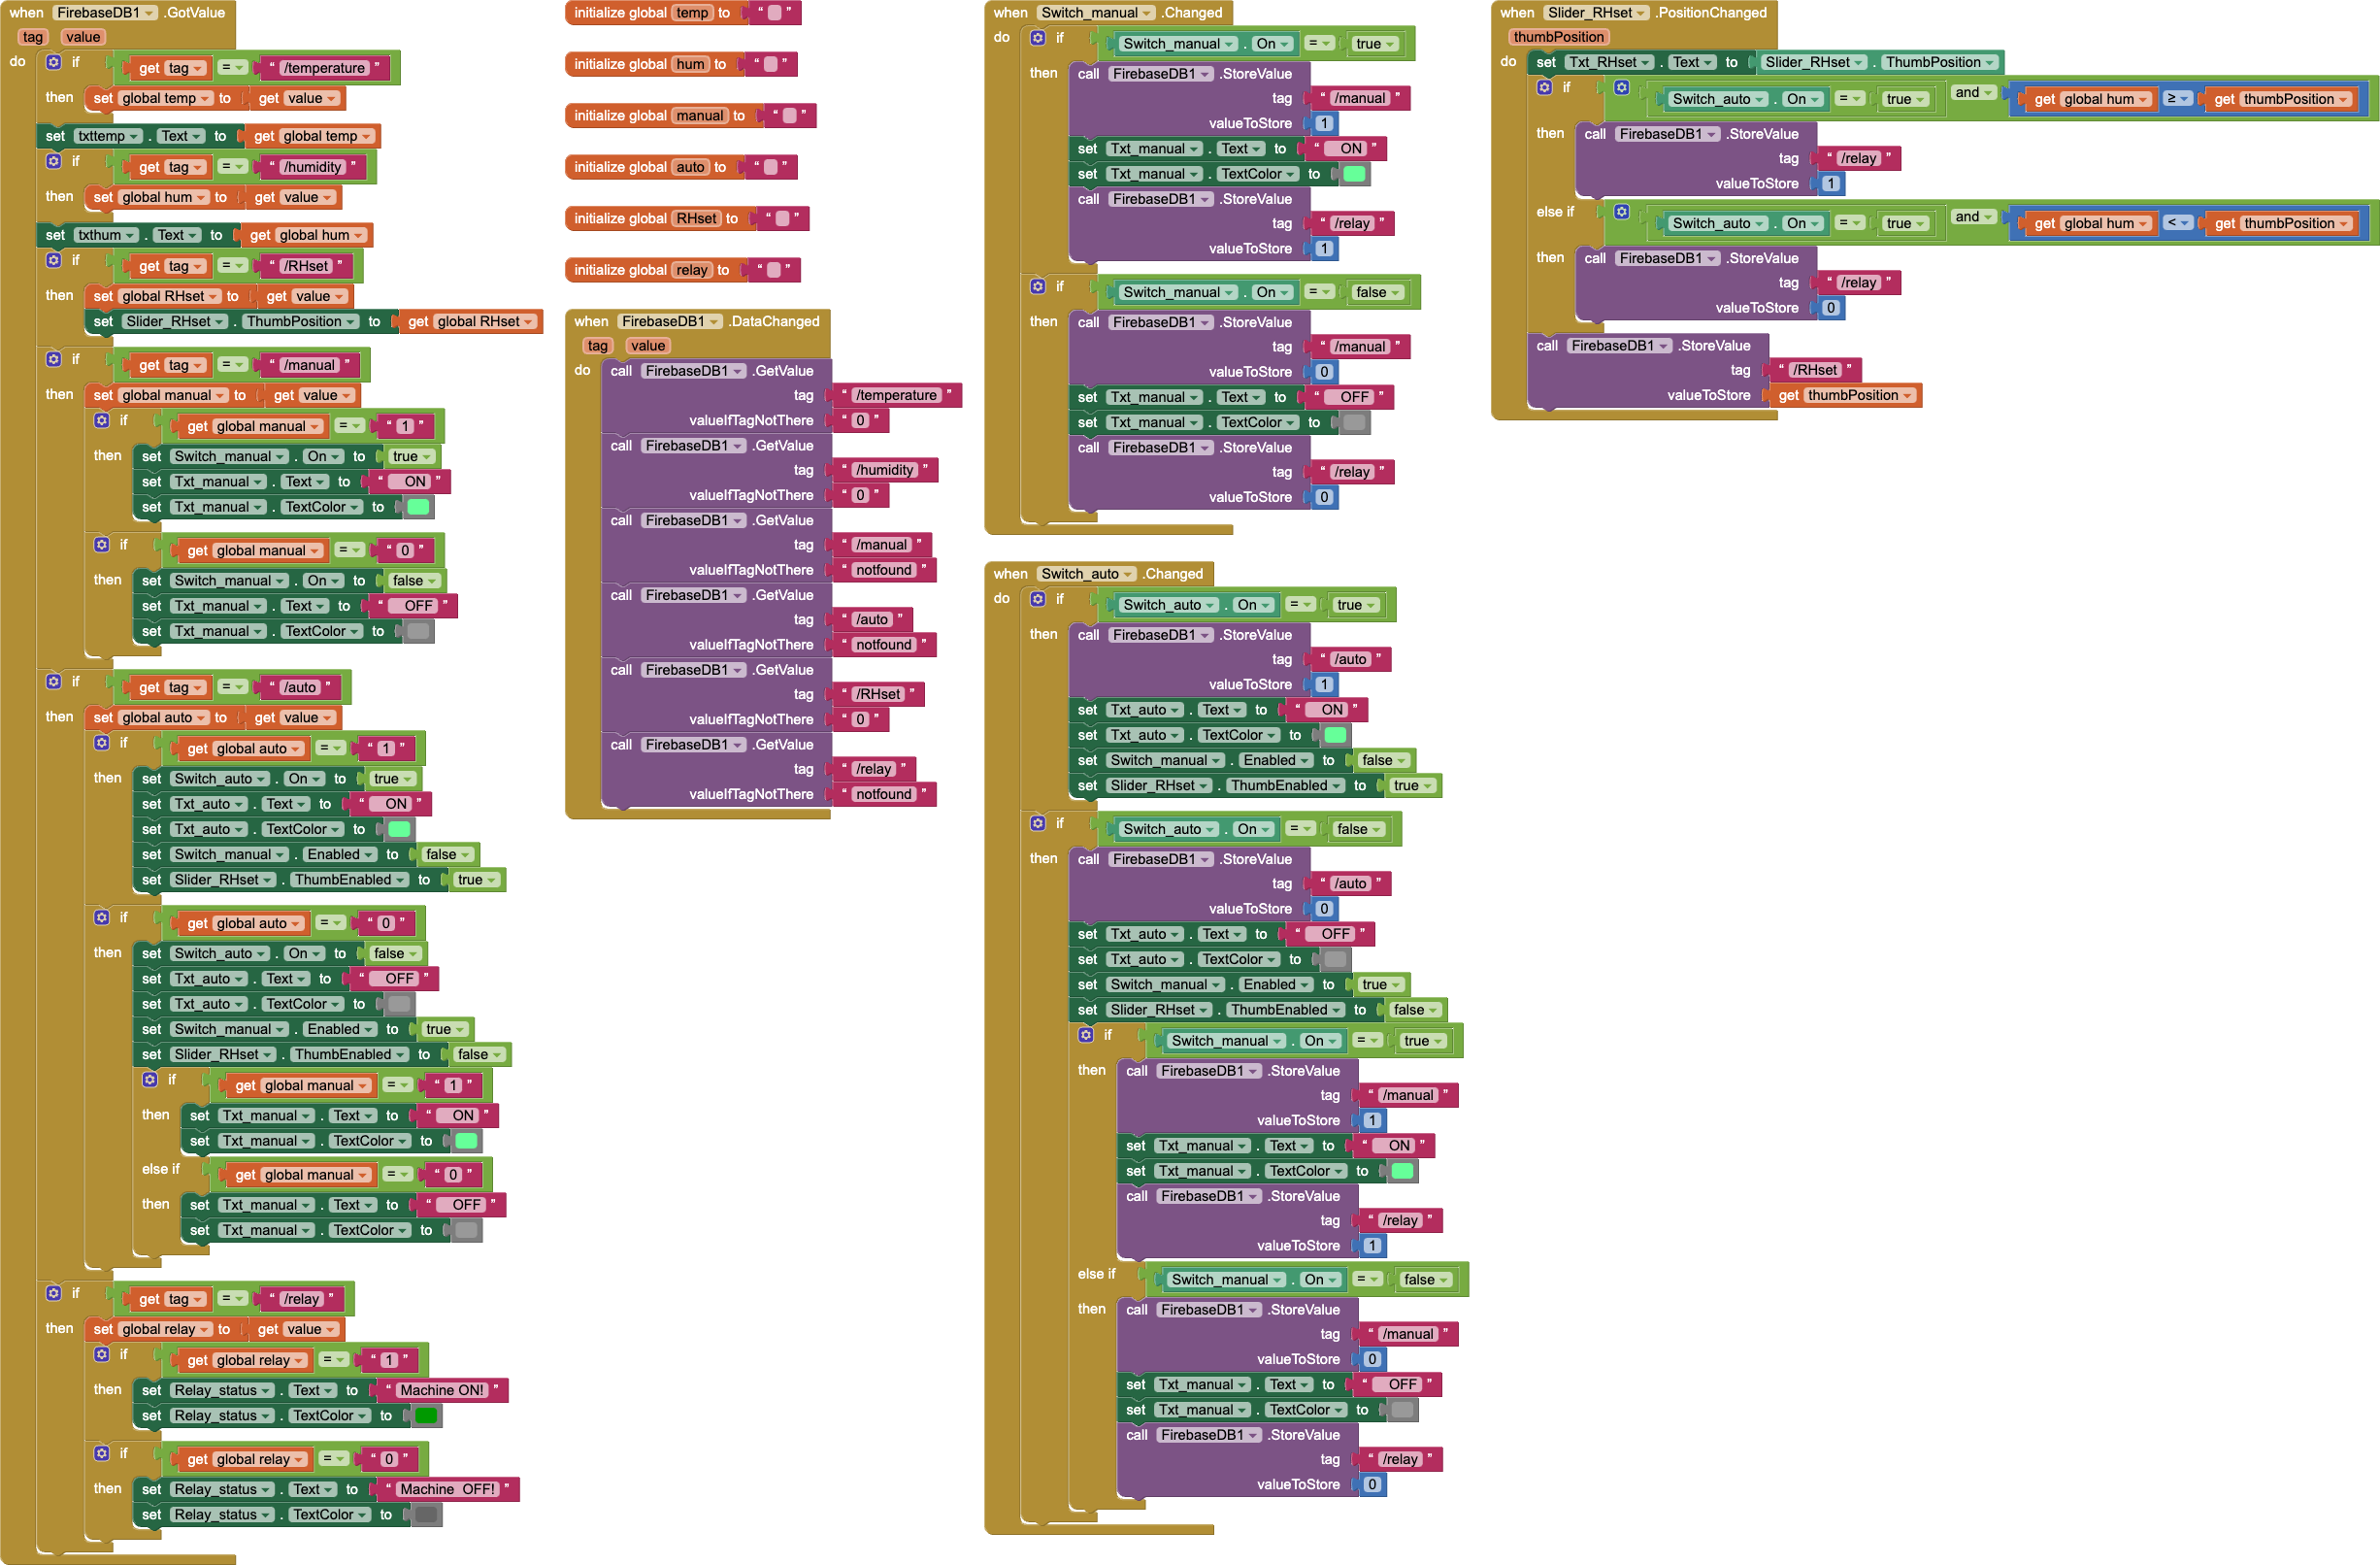 when FirebaseDB1 .GotValue
tag value
do if get tag = “ /temperature ”
then set global temp to get value
set txttemp . Text to get global temp
if get tag = “ /humidity ”
then set global hum to get value
set txthum . Text to get global hum
if get tag = “ /RHset ”
then set global RHset to get value
set Slider_RHset . ThumbPosition to get global RHset
if get tag = “ /manual ”
then set global manual to get value
if get global manual = “ 1 ”
then set Switch_manual . On to true
set Txt_manual . Text to “ ON ”
set Txt_manual . TextColor to
if get global manual = “ 0 ”
then set Switch_manual . On to false
set Txt_manual . Text to “ OFF ”
set Txt_manual . TextColor to
if get tag = “ /auto ”
then set global auto to get value
if get global auto = “ 1 ”
then set Switch_auto . On to true
set Txt_auto . Text to “ ON ”
set Txt_auto . TextColor to
set Switch_manual . Enabled to false
set Slider_RHset . ThumbEnabled to true
if get global auto = “ 0 ”
then set Switch_auto . On to false
set Txt_auto . Text to “ OFF ”
set Txt_auto . TextColor to
set Switch_manual . Enabled to true
set Slider_RHset . ThumbEnabled to false
if get global manual = “ 1 ”
then set Txt_manual . Text to “ ON ”
set Txt_manual . TextColor to
else if get global manual = “ 0 ”
then set Txt_manual . Text to “ OFF ”
set Txt_manual . TextColor to
if get tag = “ /relay ”
then set global relay to get value
if get global relay = “ 1 ”
then set Relay_status . Text to “ Machine ON! ”
set Relay_status . TextColor to
if get global relay = “ 0 ”
then set Relay_status . Text to “ Machine OFF! ”
set Relay_status . TextColor to
initialize global temp to “ ”
initialize global hum to “ ”
initialize global manual to “ ”
initialize global auto to “ ”
initialize global RHset to “ ”
initialize global relay to “ ”
when FirebaseDB1 .DataChanged
tag value
do call FirebaseDB1 .GetValue
tag “ /temperature ”
valueIfTagNotThere “ 0 ”
call FirebaseDB1 .GetValue
tag “ /humidity ”
valueIfTagNotThere “ 0 ”
call FirebaseDB1 .GetValue
tag “ /manual ”
valueIfTagNotThere “ notfound ”
call FirebaseDB1 .GetValue
tag “ /auto ”
valueIfTagNotThere “ notfound ”
call FirebaseDB1 .GetValue
tag “ /RHset ”
valueIfTagNotThere “ 0 ”
call FirebaseDB1 .GetValue
tag “ /relay ”
valueIfTagNotThere “ notfound ”
when Switch_manual .Changed
do if Switch_manual . On = true
then call FirebaseDB1 .StoreValue
tag “ /manual ”
valueToStore 1
set Txt_manual . Text to “ ON ”
set Txt_manual . TextColor to
call FirebaseDB1 .StoreValue
tag “ /relay ”
valueToStore 1
if Switch_manual . On = false
then call FirebaseDB1 .StoreValue
tag “ /manual ”
valueToStore 0
set Txt_manual . Text to “ OFF ”
set Txt_manual . TextColor to
call FirebaseDB1 .StoreValue
tag “ /relay ”
valueToStore 0
when Switch_auto .Changed
do if Switch_auto . On = true
then call FirebaseDB1 .StoreValue
tag “ /auto ”
valueToStore 1
set Txt_auto . Text to “ ON ”
set Txt_auto . TextColor to
set Switch_manual . Enabled to false
set Slider_RHset . ThumbEnabled to true
if Switch_auto . On = false
then call FirebaseDB1 .StoreValue
tag “ /auto ”
valueToStore 0
set Txt_auto . Text to “ OFF ”
set Txt_auto . TextColor to
set Switch_manual . Enabled to true
set Slider_RHset . ThumbEnabled to false
if Switch_manual . On = true
then call FirebaseDB1 .StoreValue
tag “ /manual ”
valueToStore 1
set Txt_manual . Text to “ ON ”
set Txt_manual . TextColor to
call FirebaseDB1 .StoreValue
tag “ /relay ”
valueToStore 1
else if Switch_manual . On = false
then call FirebaseDB1 .StoreValue
tag “ /manual ”
valueToStore 0
set Txt_manual . Text to “ OFF ”
set Txt_manual . TextColor to
call FirebaseDB1 .StoreValue
tag “ /relay ”
valueToStore 0
when Slider_RHset .PositionChanged
thumbPosition
do set Txt_RHset . Text to Slider_RHset . ThumbPosition
if Switch_auto . On = true and get global hum ≥ get thumbPosition
then call FirebaseDB1 .StoreValue
tag “ /relay ”
valueToStore 1
else if Switch_auto . On = true and get global hum < get thumbPosition
then call FirebaseDB1 .StoreValue
tag “ /relay ”
valueToStore 0
call FirebaseDB1 .StoreValue
tag “ /RHset ”
valueToStore get thumbPosition